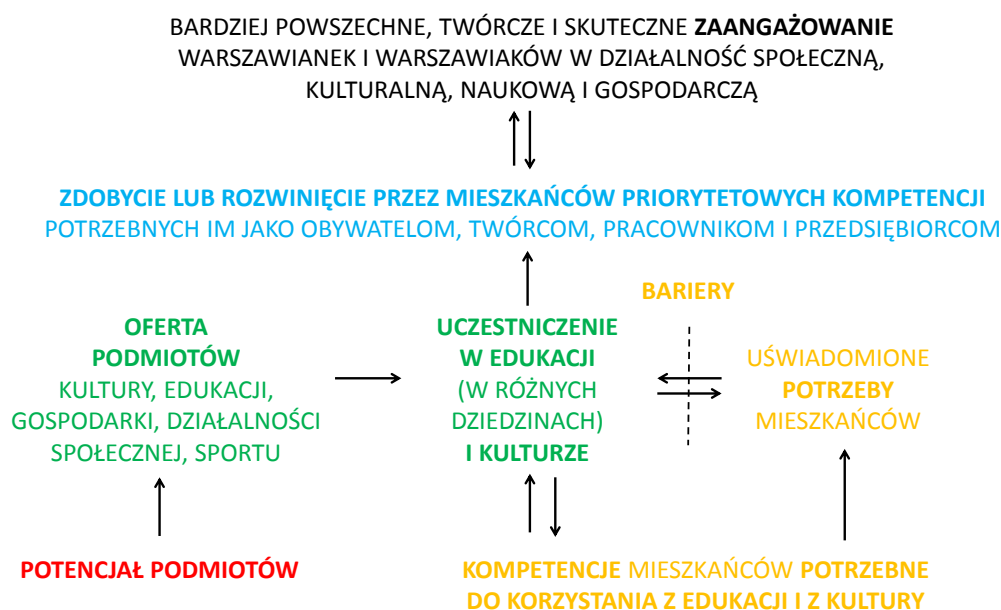 BARDZIEJ POWSZECHNE, TWÓRCZE I SKUTECZNE ZAANGAŻOWANIE
WARSZAWIANEK I WARSZAWIAKÓW W DZIAŁALNOŚĆ SPOŁECZNĄ,
KULTURALNĄ, NAUKOWĄ I GOSPODARCZĄ
ZDOBYCIE LUB ROZWINIĘCIE PRZEZ MIESZKAŃCÓW PRIORYTETOWYCH KOMPETENCJI
POTRZEBNYCH IM JAKO OBYWATELOM, TWÓRCOM, PRACOWNIKOM I PRZEDSIĘBIORCOM
BARIERY
OFERTA
PODMIOTÓW
KULTURY, EDUKACJI,
GOSPODARKI, DZIAŁALNOŚCI
SPOŁECZNEJ, SPORTU
UCZESTNICZENIE
W EDUKACJI
(W RÓŻNYCH
DZIEDZINACH)
I KULTURZE
UŚWIADOMIONE
POTRZEBY
MIESZKAŃCÓW
POTENCJAŁ PODMIOTÓW
KOMPETENCJE MIESZKAŃCÓW POTRZEBNE
DO KORZYSTANIA Z EDUKACJI I Z KULTURY